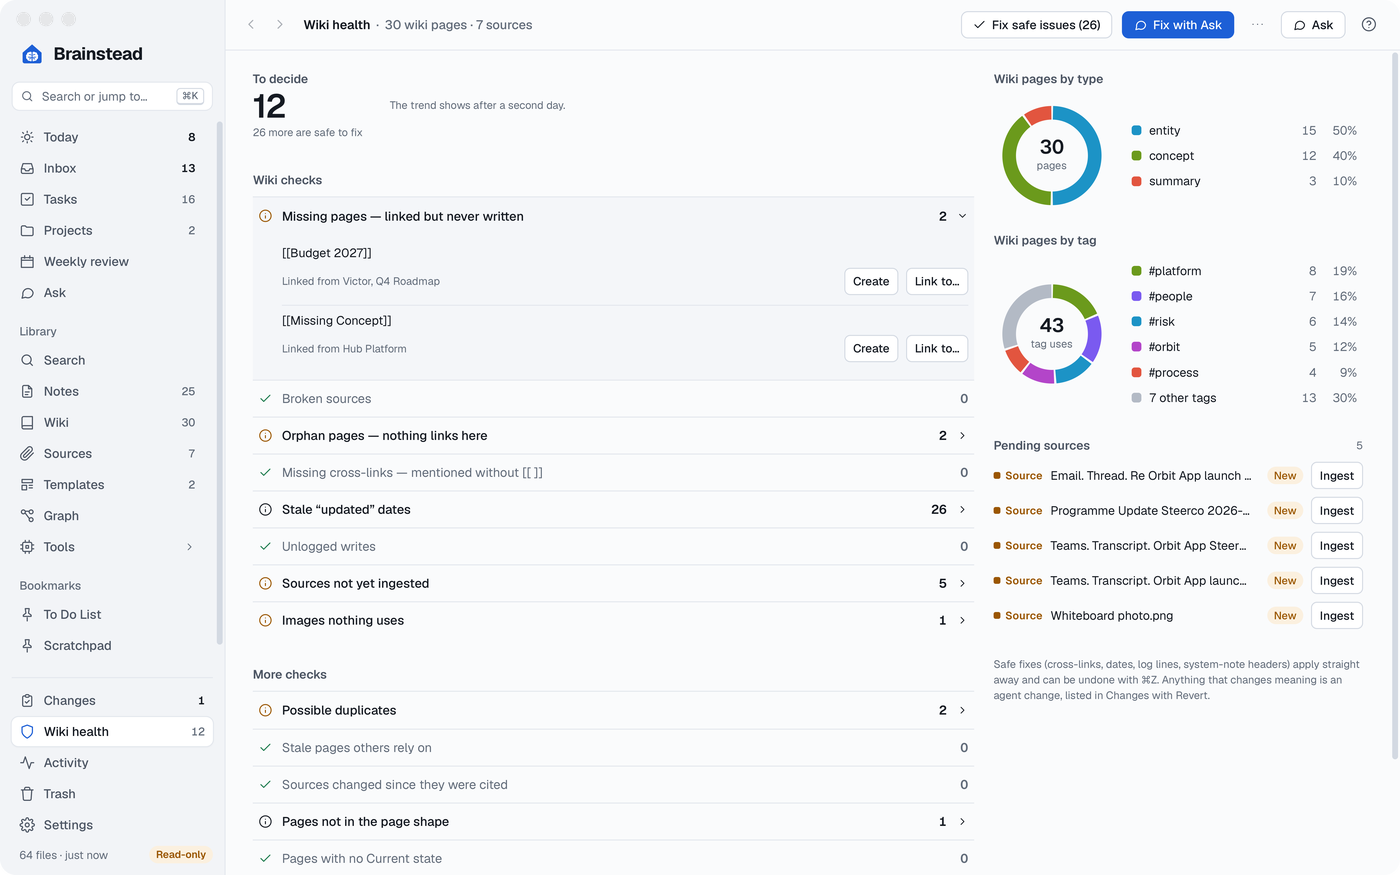 Brainstead
Search or jump to... ⌘K
Today 8
Inbox 13
Tasks 16
Projects 2
Weekly review
Ask
Library
Search
Notes 25
Wiki 30
Sources 7
Templates 2
Graph
Tools
Bookmarks
To Do List
Scratchpad
Changes 1
Wiki health 12
Activity
Trash
Settings
64 files · just now Read-only
Wiki health · 30 wiki pages · 7 sources
Fix safe issues (26) Fix with Ask ... Ask
To decide
12
The trend shows after a second day.
26 more are safe to fix
Wiki checks
Missing pages — linked but never written 2
[[Budget 2027]]
Linked from Victor, Q4 Roadmap Create Link to...
[[Missing Concept]]
Linked from Hub Platform Create Link to...
Broken sources 0
Orphan pages — nothing links here 2
Missing cross-links — mentioned without [[ ]] 0
Stale “updated” dates 26
Unlogged writes 0
Sources not yet ingested 5
Images nothing uses 1
More checks
Possible duplicates 2
Stale pages others rely on 0
Sources changed since they were cited 0
Pages not in the page shape 1
Pages with no Current state 0
Wiki pages by type
30
pages
entity 15 50%
concept 12 40%
summary 3 10%
Wiki pages by tag
43
tag uses
#platform 8 19%
#people 7 16%
#risk 6 14%
#orbit 5 12%
#process 4 9%
7 other tags 13 30%
Pending sources 5
Source Email. Thread. Re Orbit App launch ... New Ingest
Source Programme Update Steerco 2026-... New Ingest
Source Teams. Transcript. Orbit App Steer... New Ingest
Source Teams. Transcript. Orbit App launc... New Ingest
Source Whiteboard photo.png New Ingest
Safe fixes (cross-links, dates, log lines, system-note headers) apply straight
away and can be undone with ⌘Z. Anything that changes meaning is an
agent change, listed in Changes with Revert.